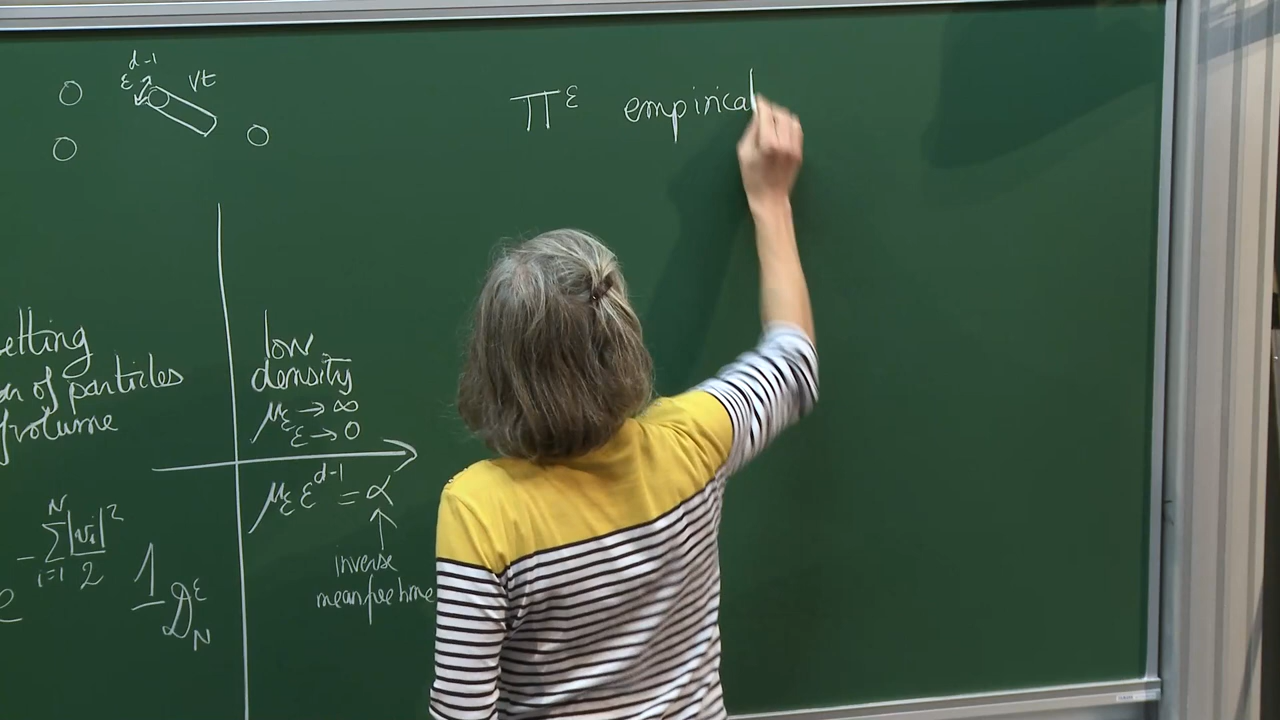 ε^{d-1} vt
π^ε empirical
low
density
μ_ε → ∞
ε → 0
μ_ε ε^{d-1} = α
inverse
mean free time
etting
of particles
volume
e^{-∑_{i=1}^{N} |v_i|^2 / 2} 1_{D_N^ε}